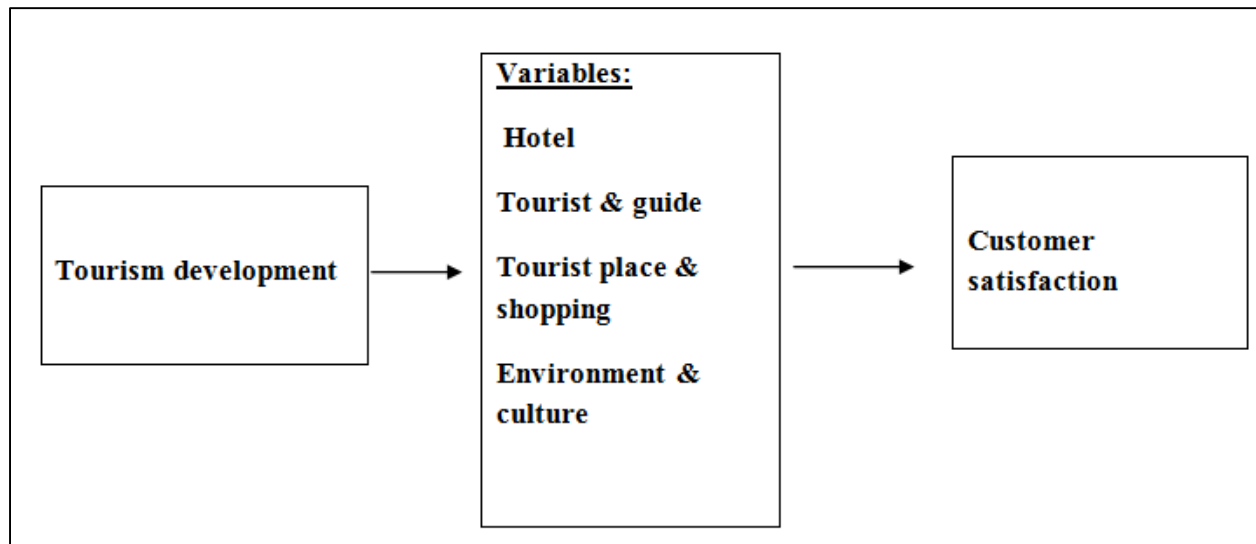 Tourism development
Variables:
Hotel
Tourist & guide
Tourist place &
shopping
Environment &
culture
Customer
satisfaction